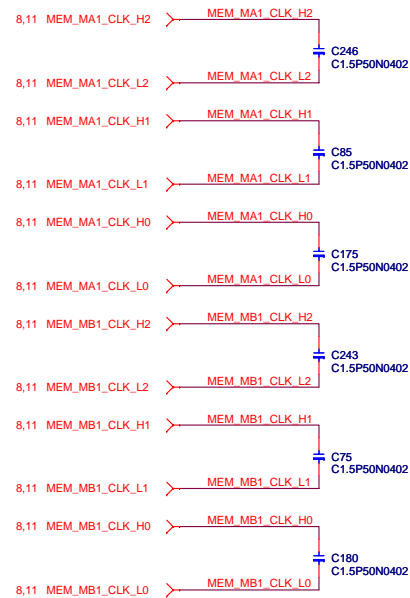 8,11 MEM_MA1_CLK_H2 MEM_MA1_CLK_H2
C246
C1.5P50N0402
8,11 MEM_MA1_CLK_L2 MEM_MA1_CLK_L2
8,11 MEM_MA1_CLK_H1 MEM_MA1_CLK_H1
C85
C1.5P50N0402
8,11 MEM_MA1_CLK_L1 MEM_MA1_CLK_L1
8,11 MEM_MA1_CLK_H0 MEM_MA1_CLK_H0
C175
C1.5P50N0402
8,11 MEM_MA1_CLK_L0 MEM_MA1_CLK_L0
8,11 MEM_MB1_CLK_H2 MEM_MB1_CLK_H2
C243
C1.5P50N0402
8,11 MEM_MB1_CLK_L2 MEM_MB1_CLK_L2
8,11 MEM_MB1_CLK_H1 MEM_MB1_CLK_H1
C75
C1.5P50N0402
8,11 MEM_MB1_CLK_L1 MEM_MB1_CLK_L1
8,11 MEM_MB1_CLK_H0 MEM_MB1_CLK_H0
C180
C1.5P50N0402
8,11 MEM_MB1_CLK_L0 MEM_MB1_CLK_L0